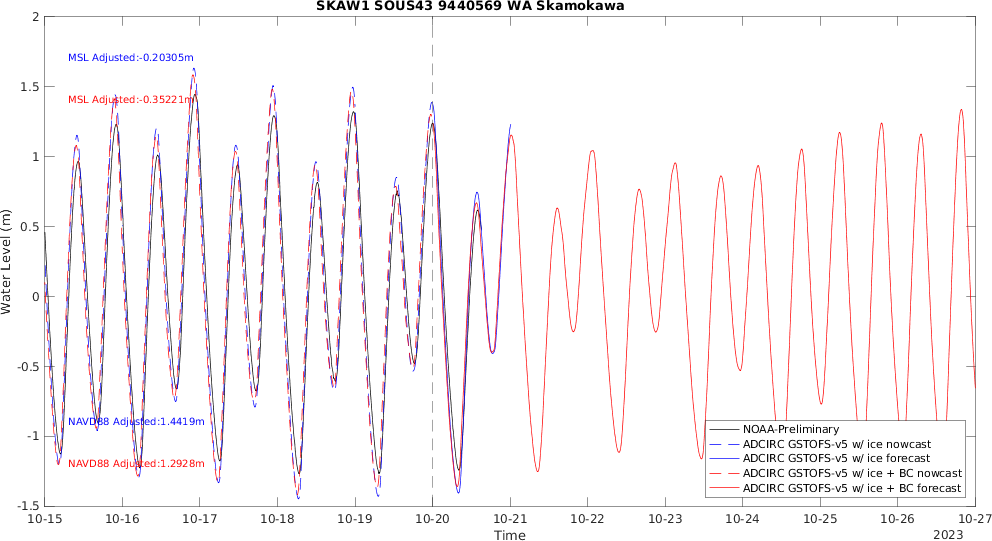 SKAW1 SOUS43 9440569 WA Skamokawa
2
1.5
1
0.5
0
-0.5
-1
-1.5
Water Level (m)
MSL Adjusted:-0.20305m
MSL Adjusted:-0.35221m
NAVD88 Adjusted:1.4419m
NAVD88 Adjusted:1.2928m
NOAA-Preliminary
ADCIRC GSTOFS-v5 w/ ice nowcast
ADCIRC GSTOFS-v5 w/ ice forecast
ADCIRC GSTOFS-v5 w/ ice + BC nowcast
ADCIRC GSTOFS-v5 w/ ice + BC forecast
10-15 10-16 10-17 10-18 10-19 10-20 10-21 10-22 10-23 10-24 10-25 10-26 10-27
Time
2023